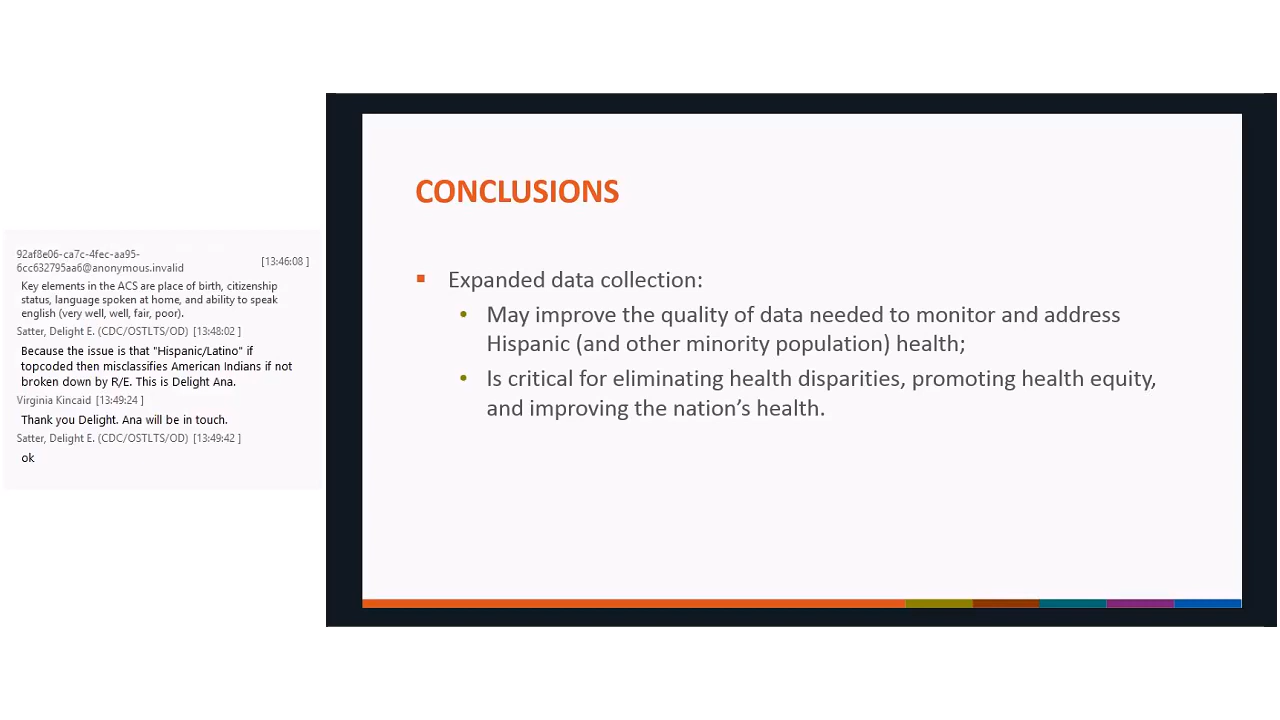 92af8e06-ca7c-4fec-aa95-
6cc632795aa6@anonymous.invalid [13:46:08 ]
Key elements in the ACS are place of birth, citizenship
status, language spoken at home, and ability to speak
english (very well, well, fair, poor).
Satter, Delight E. (CDC/OSTLTS/OD) [13:48:02 ]
Because the issue is that "Hispanic/Latino" if
topcoded then misclassifies American Indians if not
broken down by R/E. This is Delight Ana.
Virginia Kincaid [13:49:24 ]
Thank you Delight. Ana will be in touch.
Satter, Delight E. (CDC/OSTLTS/OD) [13:49:42 ]
ok
CONCLUSIONS
Expanded data collection:
May improve the quality of data needed to monitor and address
Hispanic (and other minority population) health;
Is critical for eliminating health disparities, promoting health equity,
and improving the nation’s health.